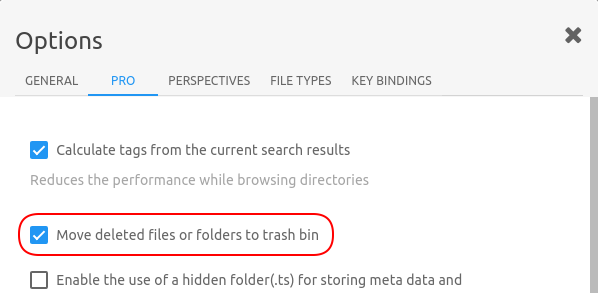 Options
GENERAL PRO PERSPECTIVES FILE TYPES KEY BINDINGS
Calculate tags from the current search results
Reduces the performance while browsing directories
Move deleted files or folders to trash bin
Enable the use of a hidden folder(.ts) for storing meta data and